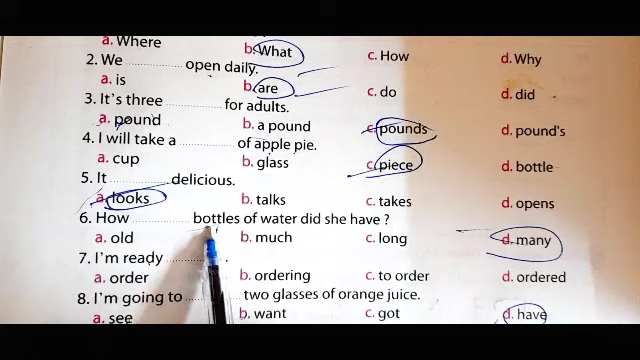 a. Where b. What c. How d. Why
2. We ............ open daily.
a. is b. are c. do d. did
3. It's three ............ for adults.
a. pound b. a pound c. pounds d. pound's
4. I will take a ............ of apple pie.
a. cup b. glass c. piece d. bottle
5. It ............ delicious.
a. looks b. talks c. takes d. opens
6. How ............ bottles of water did she have ?
a. old b. much c. long d. many
7. I'm ready ............ .
a. order b. ordering c. to order d. ordered
8. I'm going to ............ two glasses of orange juice.
a. see b. want c. got d. have